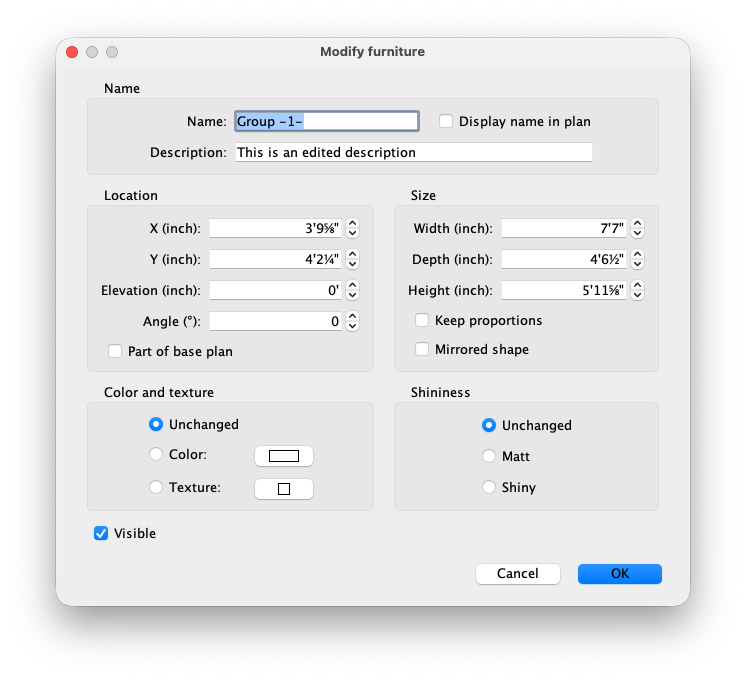 Modify furniture
Name
Name: Group -1- Display name in plan
Description: This is an edited description
Location Size
X (inch): 3'9⅝" Width (inch): 7'7"
Y (inch): 4'2¼" Depth (inch): 4'6½"
Elevation (inch): 0' Height (inch): 5'11⅝"
Angle (°): 0 Keep proportions
Part of base plan Mirrored shape
Color and texture Shininess
Unchanged Unchanged
Color: Matt
Texture: Shiny
Visible
Cancel OK